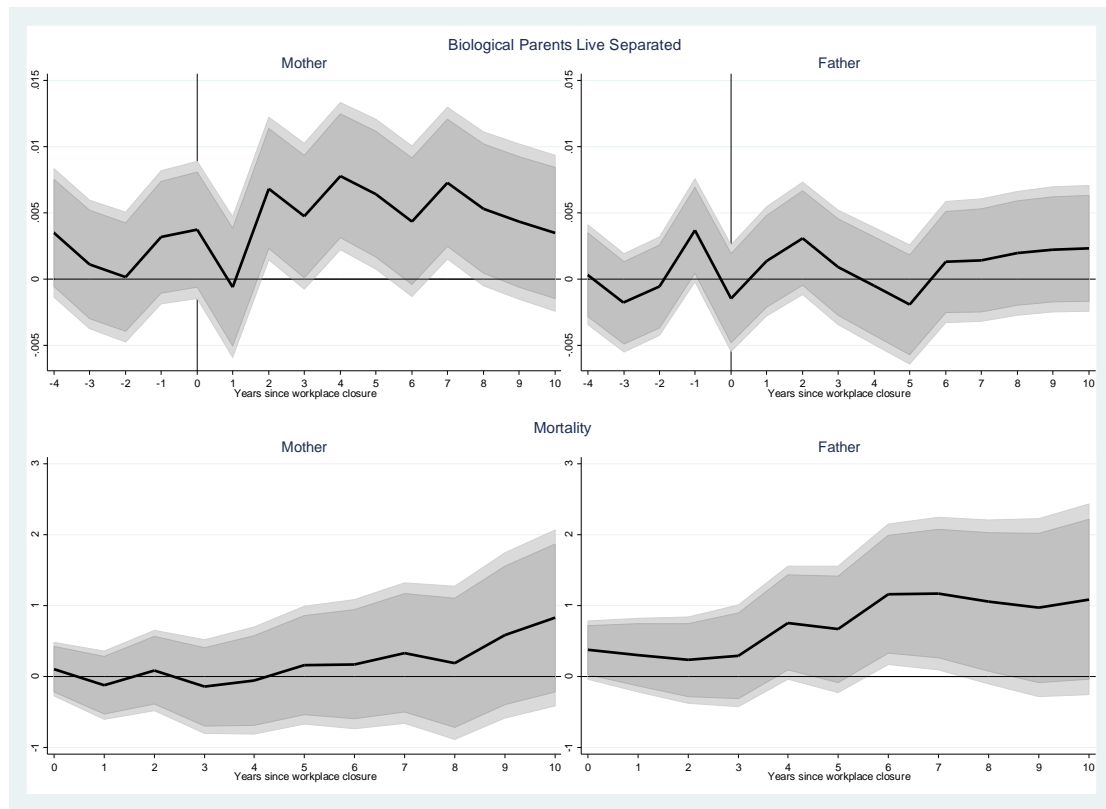 Biological Parents Live Separated
Mother Father
.015 .015
.01 .01
.005 .005
0 0
-.005 -.005
-4 -3 -2 -1 0 1 2 3 4 5 6 7 8 9 10 -4 -3 -2 -1 0 1 2 3 4 5 6 7 8 9 10
Years since workplace closure Years since workplace closure
Mortality
Mother Father
3 3
2 2
1 1
0 0
-1 -1
0 1 2 3 4 5 6 7 8 9 10 0 1 2 3 4 5 6 7 8 9 10
Years since workplace closure Years since workplace closure